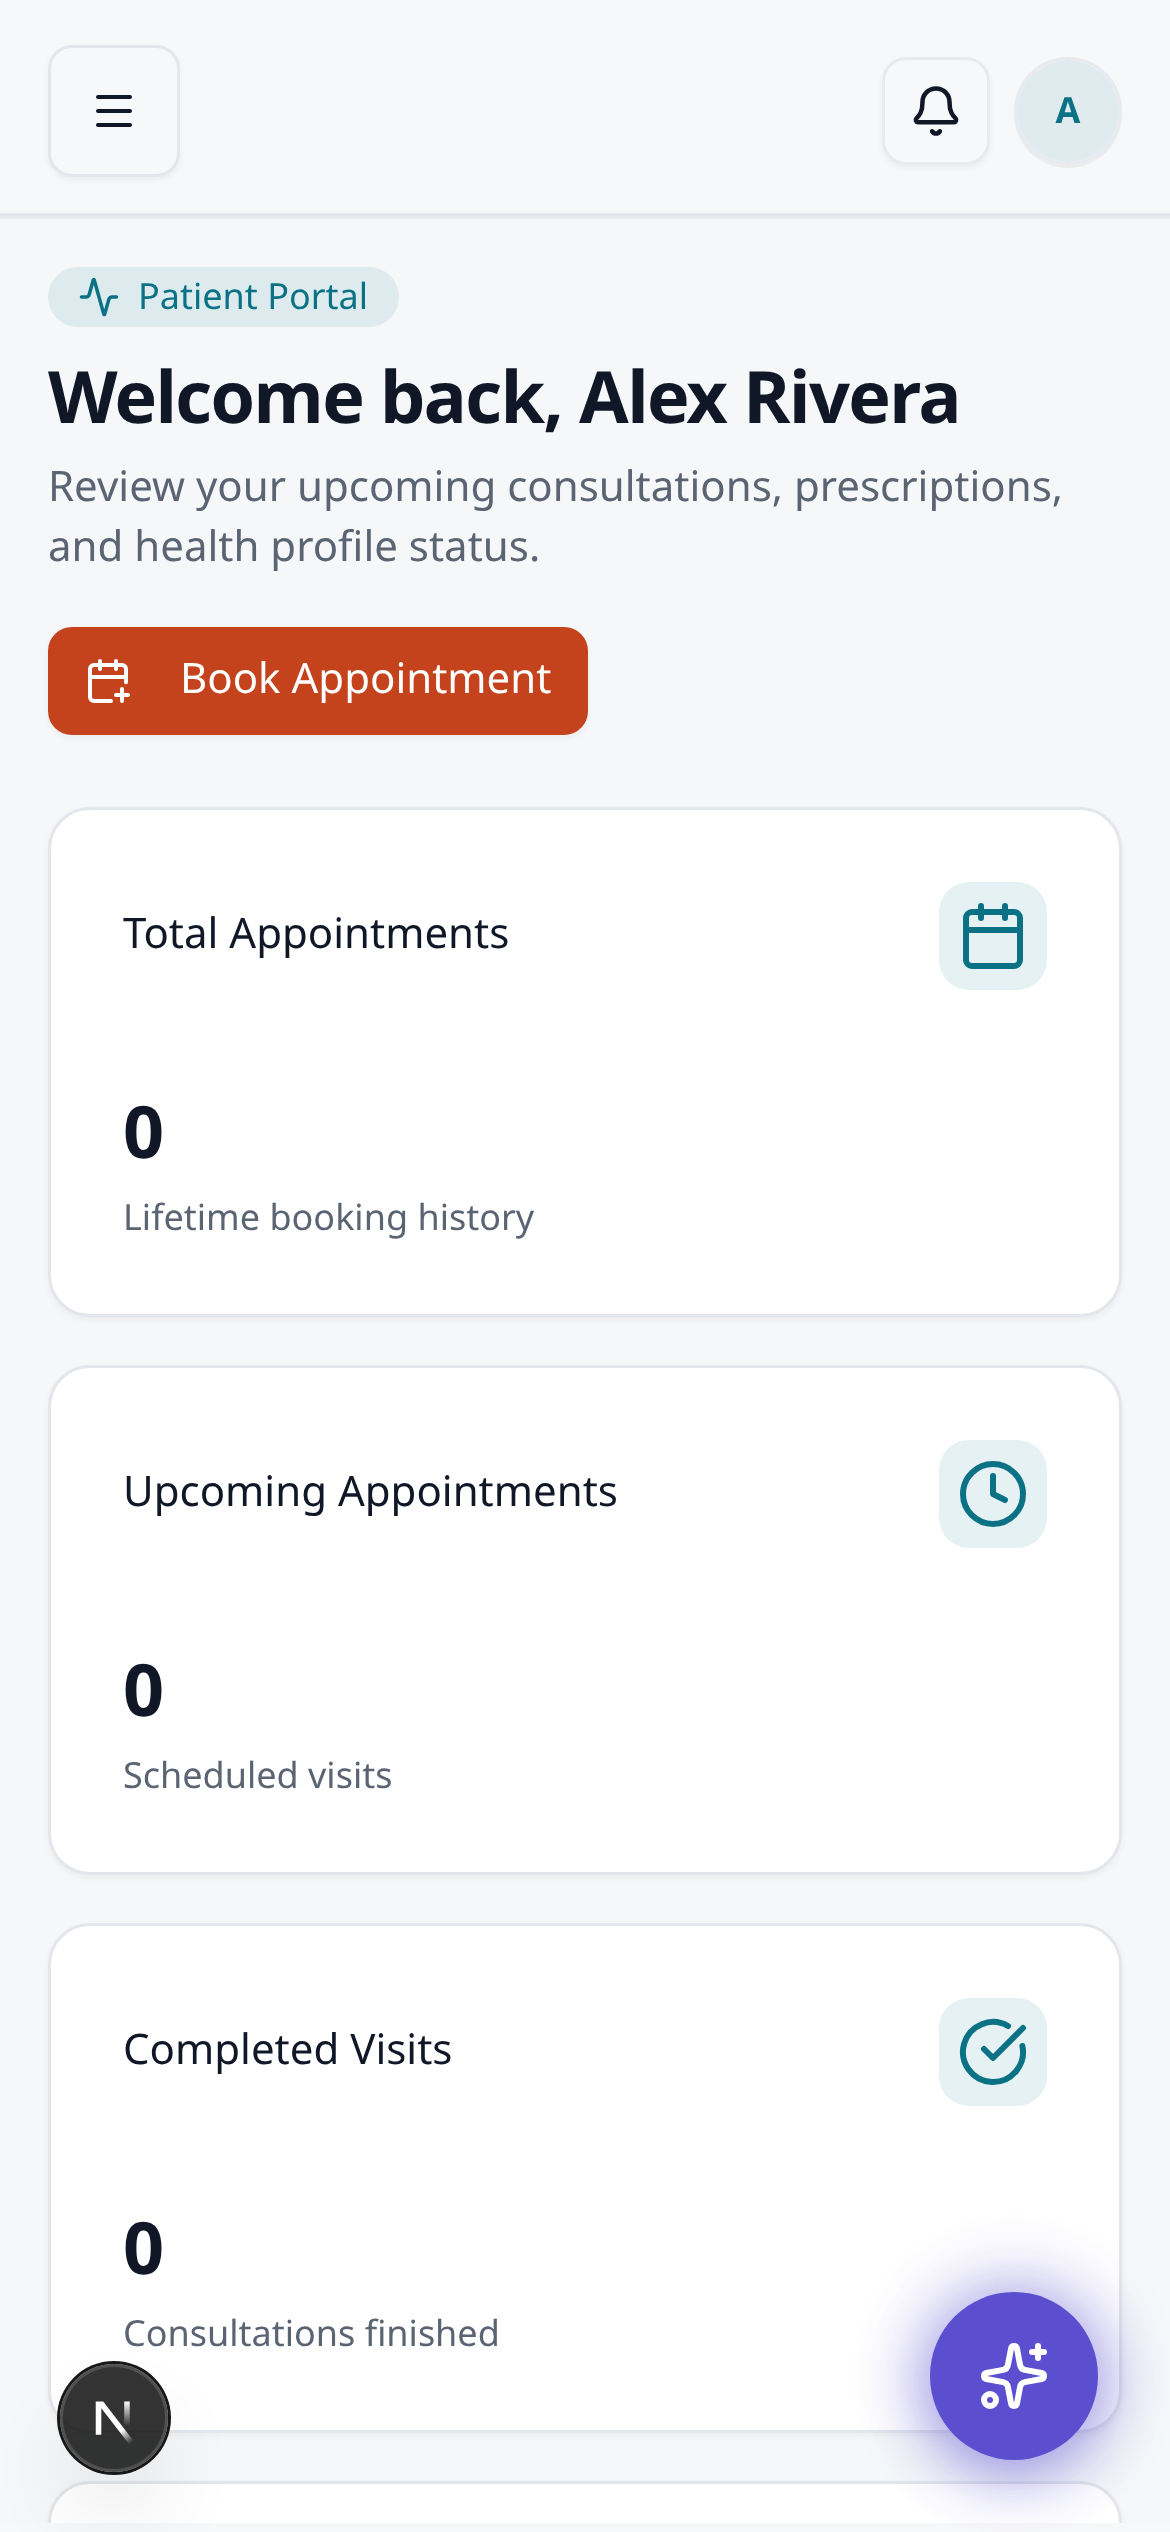 A
Patient Portal
Welcome back, Alex Rivera
Review your upcoming consultations, prescriptions,
and health profile status.
Book Appointment
Total Appointments
0
Lifetime booking history
Upcoming Appointments
0
Scheduled visits
Completed Visits
0
Consultations finished
N